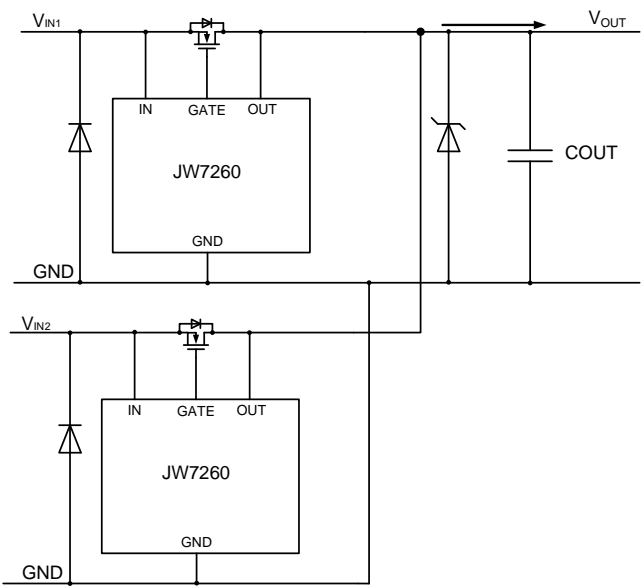 VIN1
VOUT
IN GATE OUT
JW7260
COUT
GND
GND
VIN2
IN GATE OUT
JW7260
GND
GND